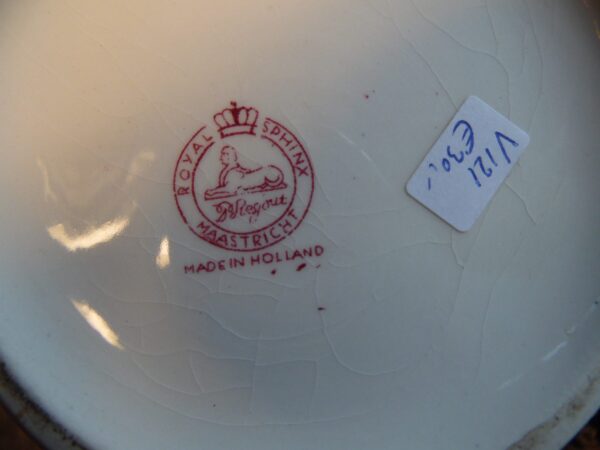 ROYAL SPHINX
P. Regout
MAASTRICHT
MADE IN HOLLAND
V121
€30,-